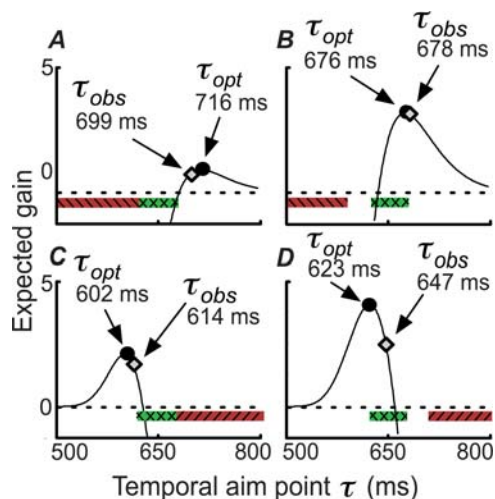 A
B
5
τopt
716 ms
τobs
699 ms
τopt
676 ms
τobs
678 ms
0
Expected gain
C
D
5
τopt
602 ms
τobs
614 ms
τopt
623 ms
τobs
647 ms
0
500 650 800 500 650 800
Temporal aim point τ (ms)